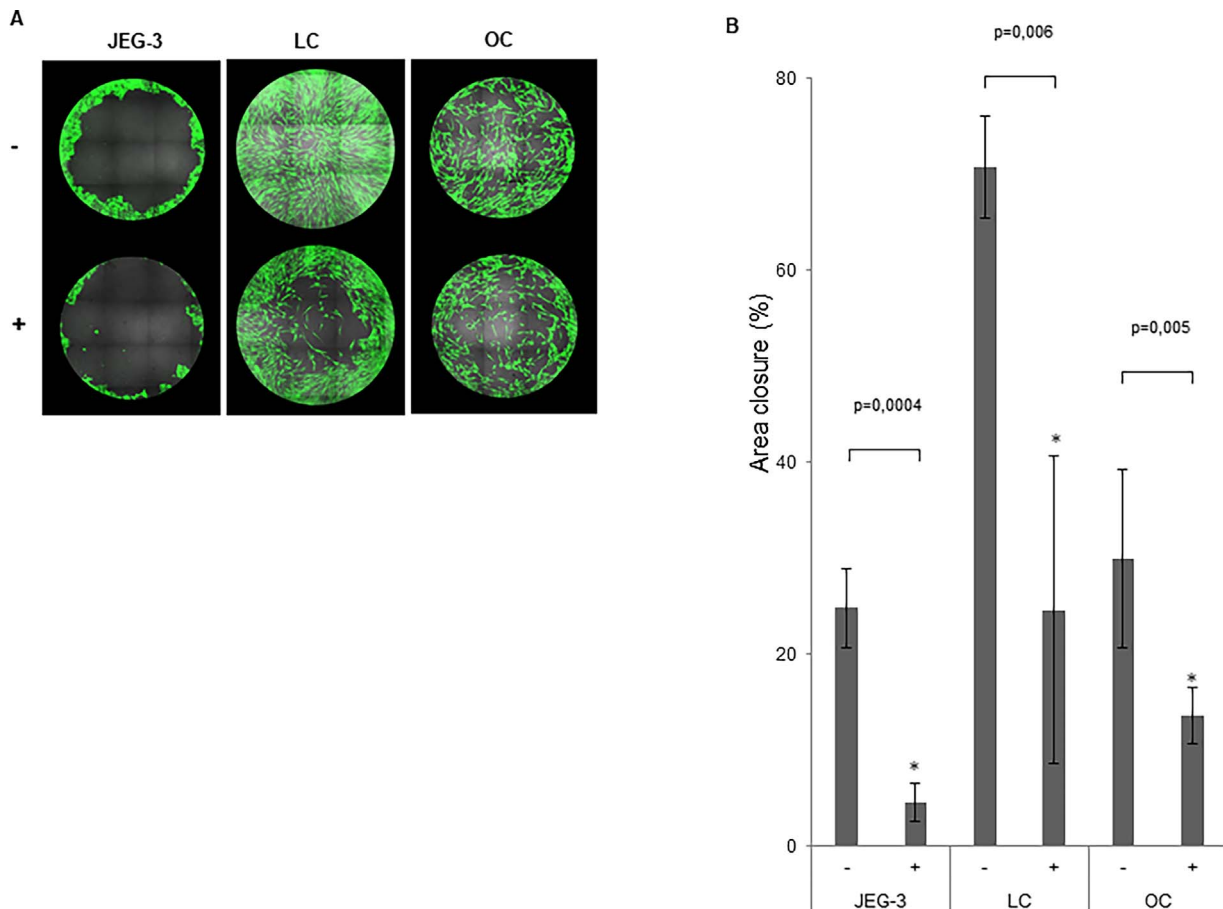 A
JEG-3 LC OC
-
+
B
p=0,006
p=0,0004
p=0,005
Area closure (%)
80
60
40
20
0
*
*
*
- + - + - +
JEG-3 LC OC